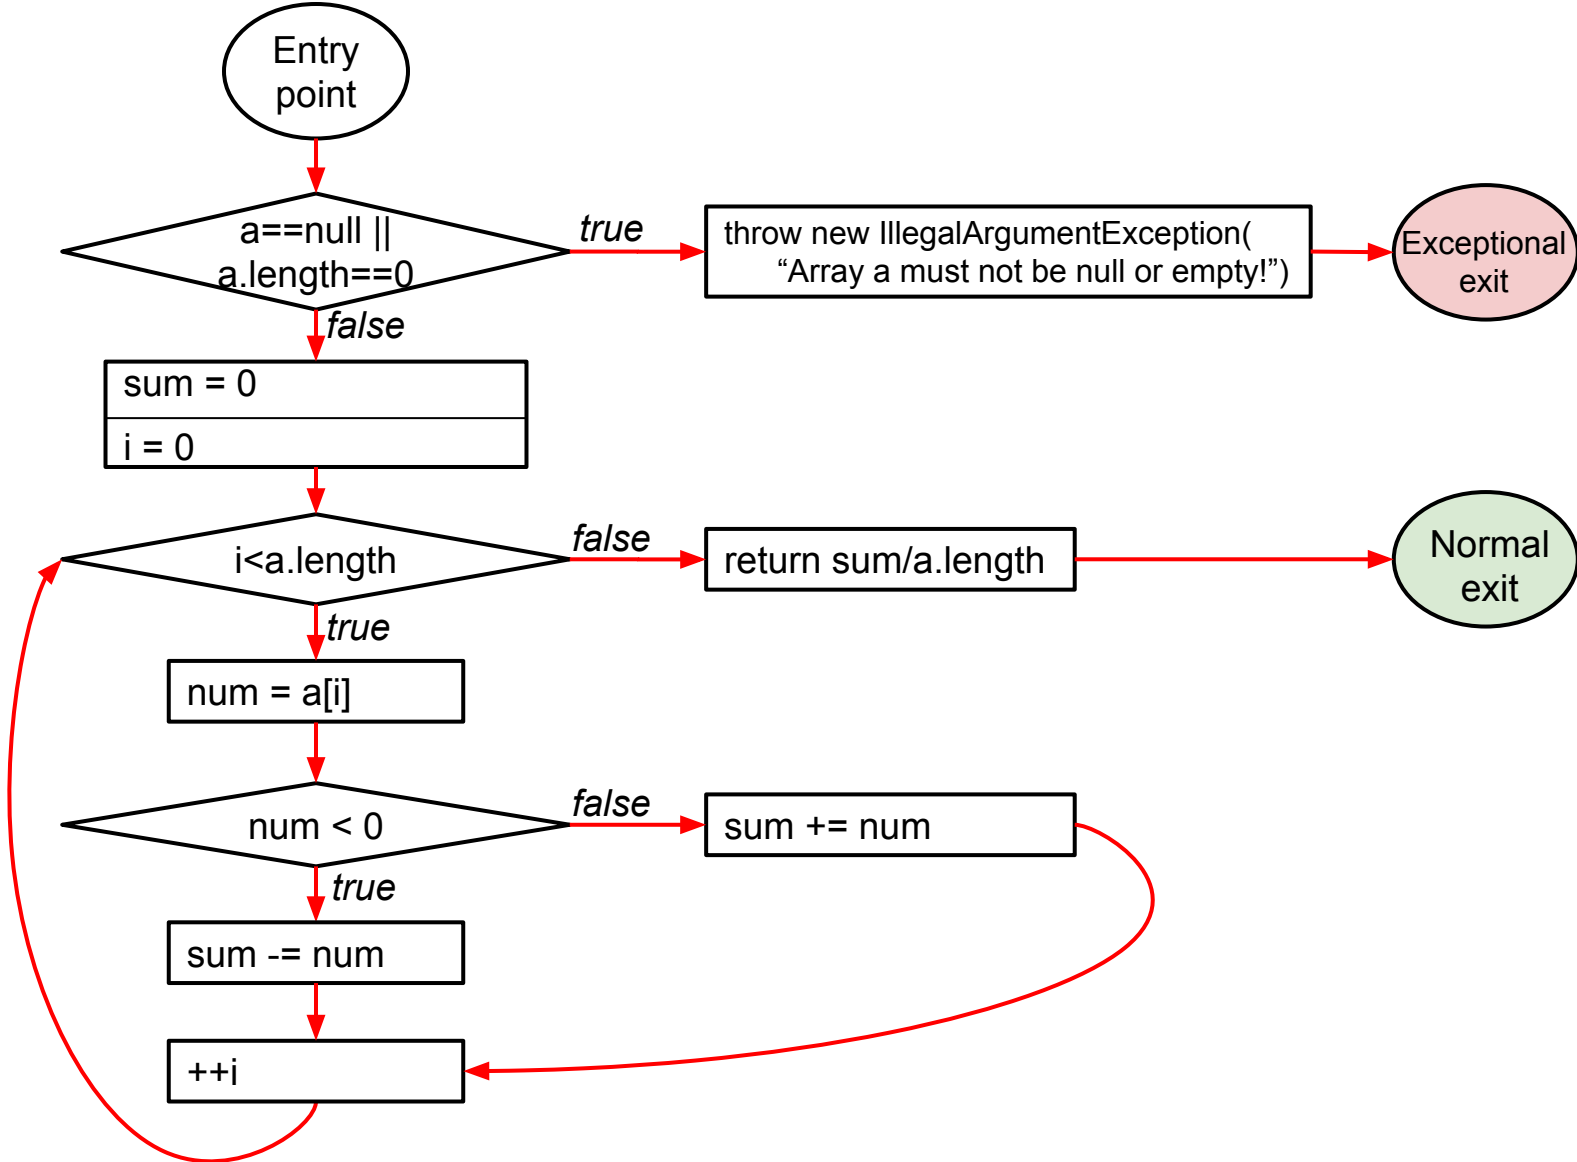 Entry
point
a==null ||
a.length==0
true
throw new IllegalArgumentException(
“Array a must not be null or empty!”)
Exceptional
exit
false
sum = 0
i = 0
i<a.length
false
return sum/a.length
Normal
exit
true
num = a[i]
num < 0
false
sum += num
true
sum -= num
++i